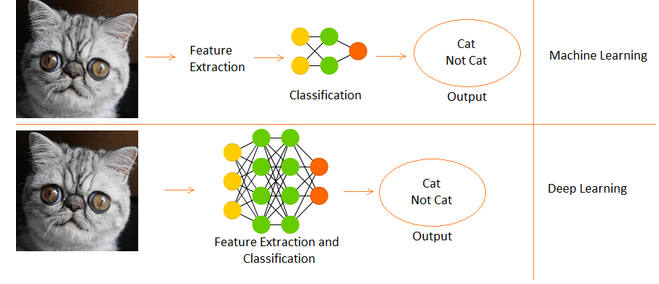 Feature
Extraction
Classification
Cat
Not Cat
Output
Machine Learning
Feature Extraction and
Classification
Cat
Not Cat
Output
Deep Learning